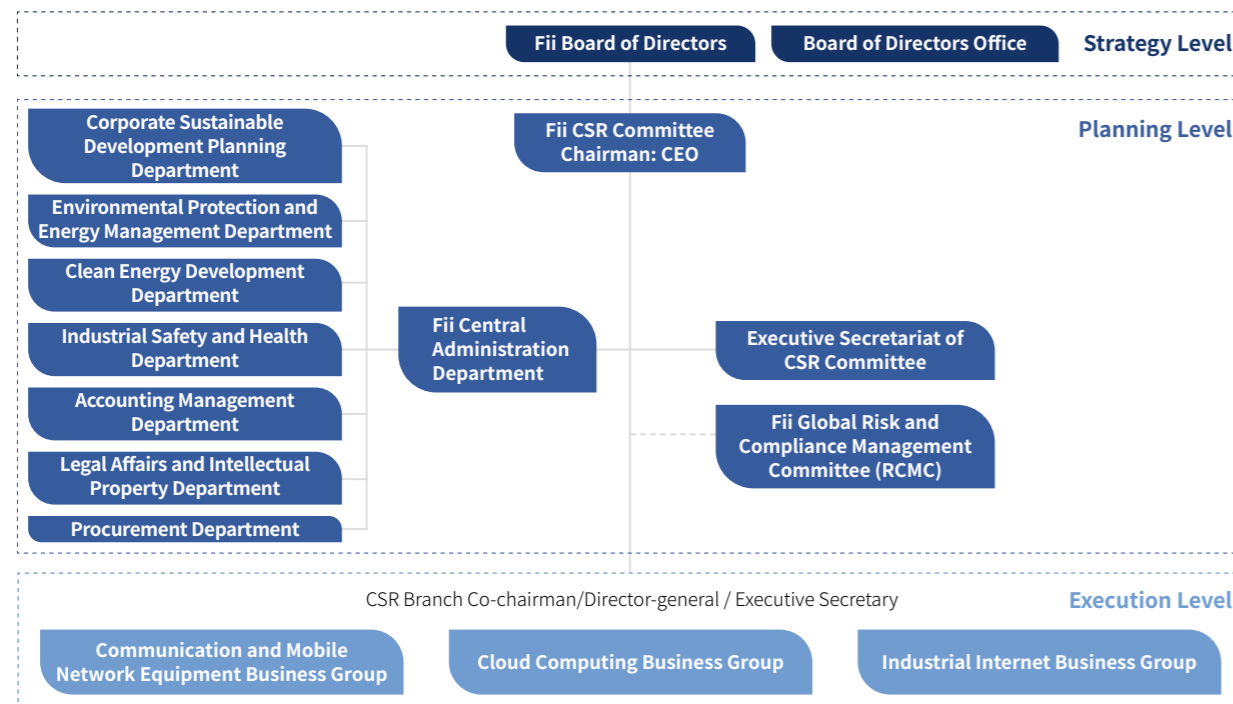 Fii Board of Directors
Board of Directors Office
Strategy Level
Planning Level
Fii CSR Committee
Chairman: CEO
Corporate Sustainable
Development Planning
Department
Environmental Protection and
Energy Management Department
Clean Energy Development
Department
Industrial Safety and Health
Department
Accounting Management
Department
Legal Affairs and Intellectual
Property Department
Procurement Department
Fii Central
Administration
Department
Executive Secretariat of
CSR Committee
Fii Global Risk and
Compliance Management
Committee (RCMC)
CSR Branch Co-chairman/Director-general / Executive Secretary
Execution Level
Communication and Mobile
Network Equipment Business Group
Cloud Computing Business Group
Industrial Internet Business Group